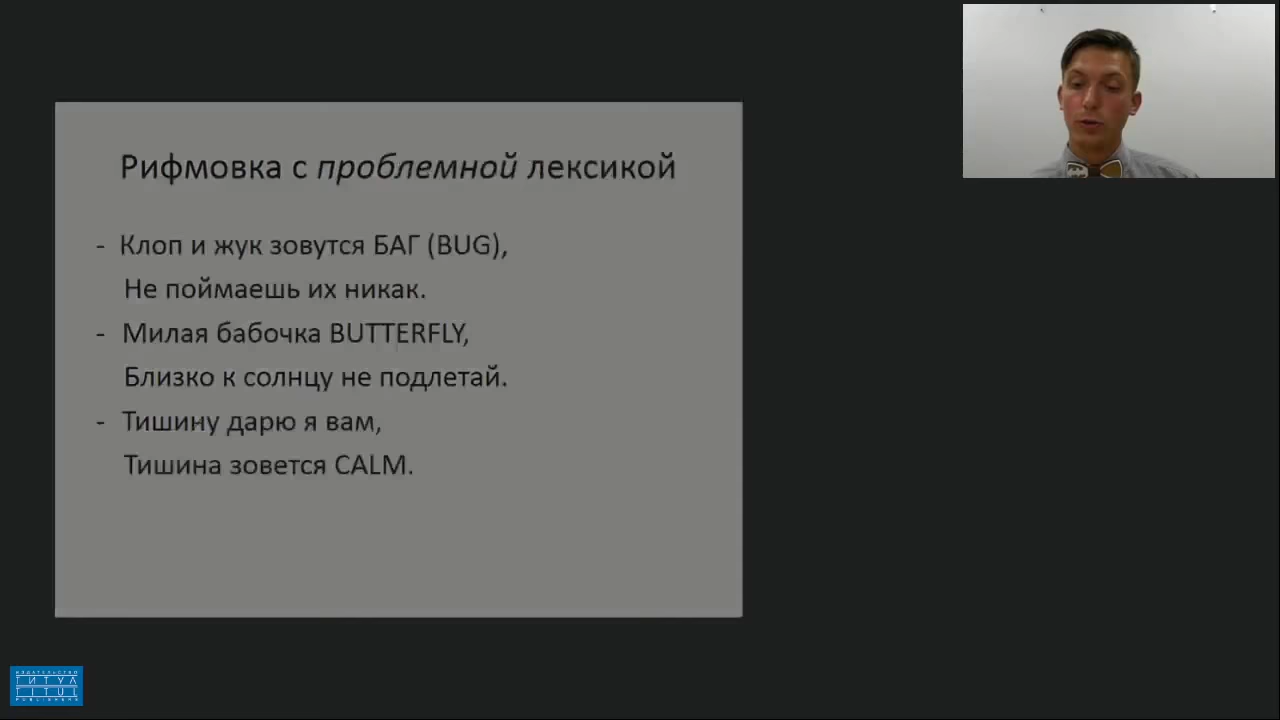 Рифмовка с проблемной лексикой
- Клоп и жук зовутся БАГ (BUG),
Не поймаешь их никак.
- Милая бабочка BUTTERFLY,
Близко к солнцу не подлетай.
- Тишину дарю я вам,
Тишина зовется CALM.
ИЗДАТЕЛЬСТВО
ТИТУЛ
TITUL
PUBLISHERS